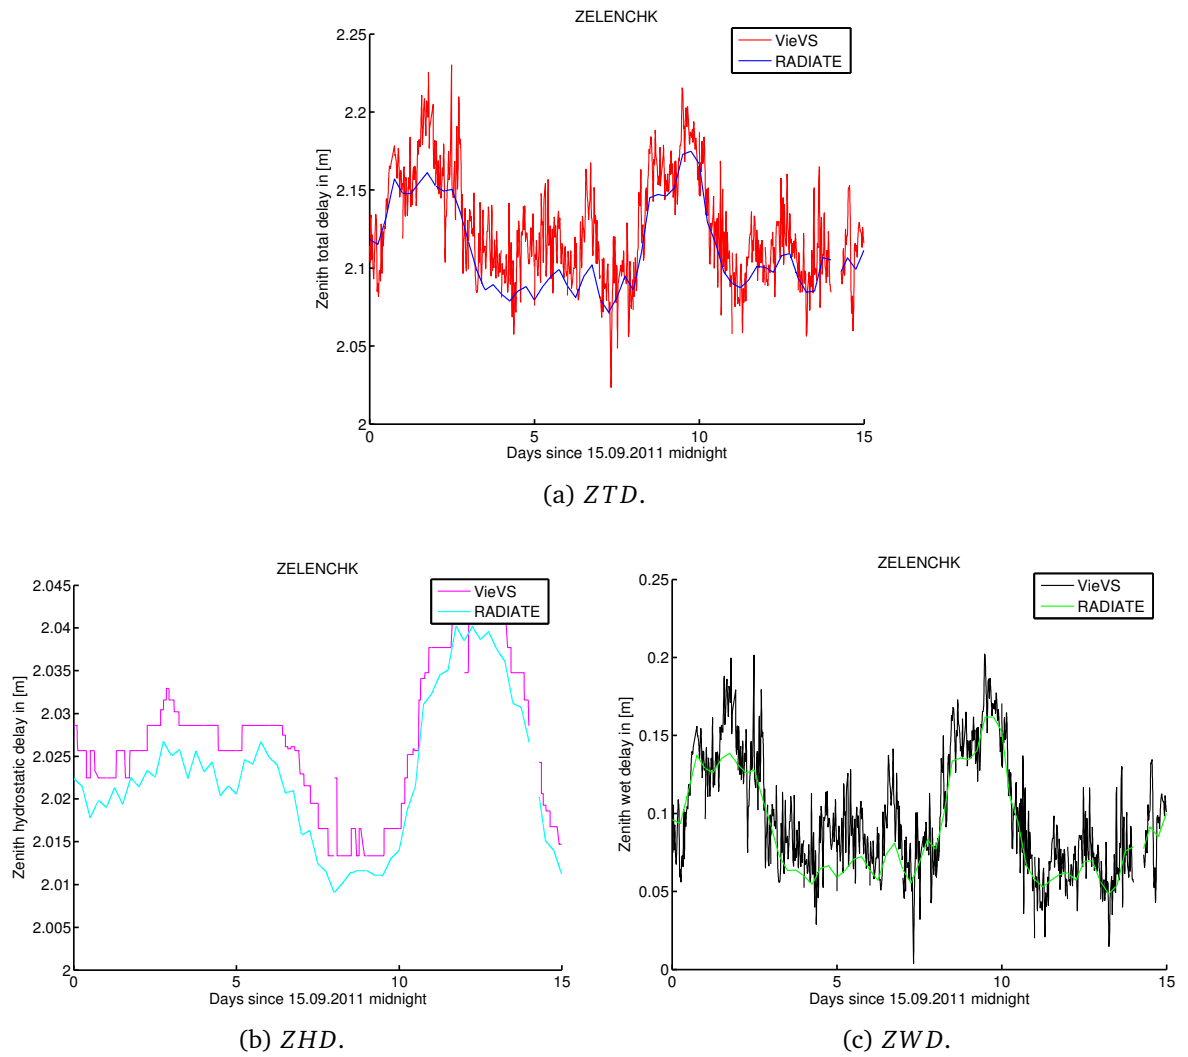 ZELENCHK
VieVS
RADIATE
Zenith total delay in [m]
2.25
2.2
2.15
2.1
2.05
2
0
5
10
15
Days since 15.09.2011 midnight
(a) ZTD.
ZELENCHK
VieVS
RADIATE
Zenith hydrostatic delay in [m]
2.045
2.04
2.035
2.03
2.025
2.02
2.015
2.01
2.005
2
0
5
10
15
Days since 15.09.2011 midnight
(b) ZHD.
ZELENCHK
VieVS
RADIATE
Zenith wet delay in [m]
0.25
0.2
0.15
0.1
0.05
0
0
5
10
15
Days since 15.09.2011 midnight
(c) ZWD.